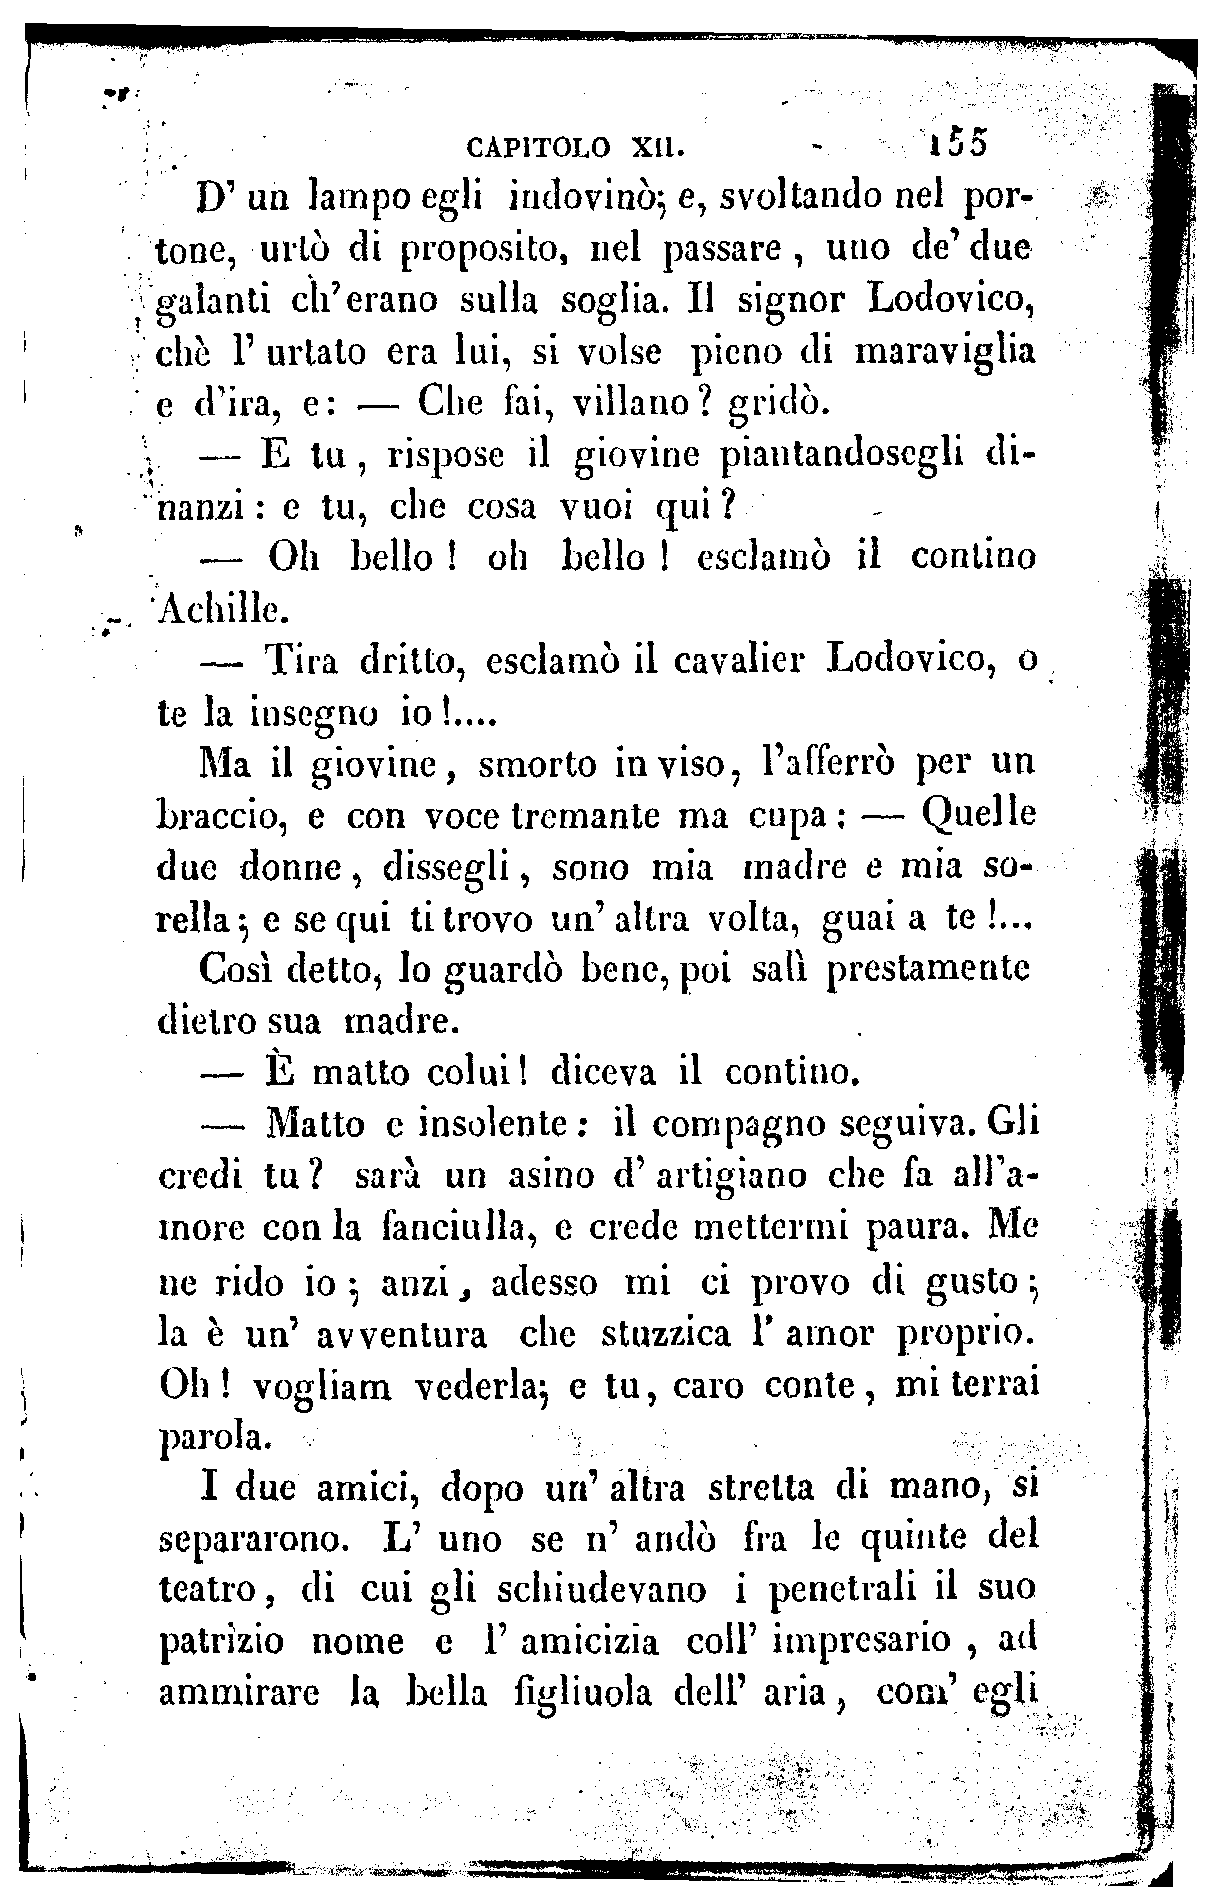 CAPITOLO XII. 155
D' un lampo egli indovinò; e, svoltando nel por-
tone, urtò di proposito, nel passare, uno de' due
galanti ch'erano sulla soglia. Il signor Lodovico,
chè l' urtato era lui, si volse pieno di maraviglia
e d'ira, e: — Che fai, villano? gridò.
— E tu, rispose il giovine piantandosegli di-
nanzi: e tu, che cosa vuoi qui?
— Oh bello! oh bello! esclamò il contino
Achille.
— Tira dritto, esclamò il cavalier Lodovico, o
te la insegno io!....
Ma il giovine, smorto in viso, l'afferrò per un
braccio, e con voce tremante ma cupa: — Quelle
due donne, dissegli, sono mia madre e mia so-
rella; e se qui ti trovo un' altra volta, guai a te!...
Così detto, lo guardò bene, poi salì prestamente
dietro sua madre.
— È matto colui! diceva il contino.
— Matto e insolente: il compagno seguiva. Gli
credi tu? sarà un asino d' artigiano che fa all'a-
more con la fanciulla, e crede mettermi paura. Me
ne rido io; anzi, adesso mi ci provo di gusto;
la è un' avventura che stuzzica l' amor proprio.
Oh! vogliam vederla; e tu, caro conte, mi terrai
parola.
I due amici, dopo un' altra stretta di mano, si
separarono. L' uno se n' andò fra le quinte del
teatro, di cui gli schiudevano i penetrali il suo
patrizio nome e l' amicizia coll' impresario, ad
ammirare la bella figliuola dell' aria, com' egli